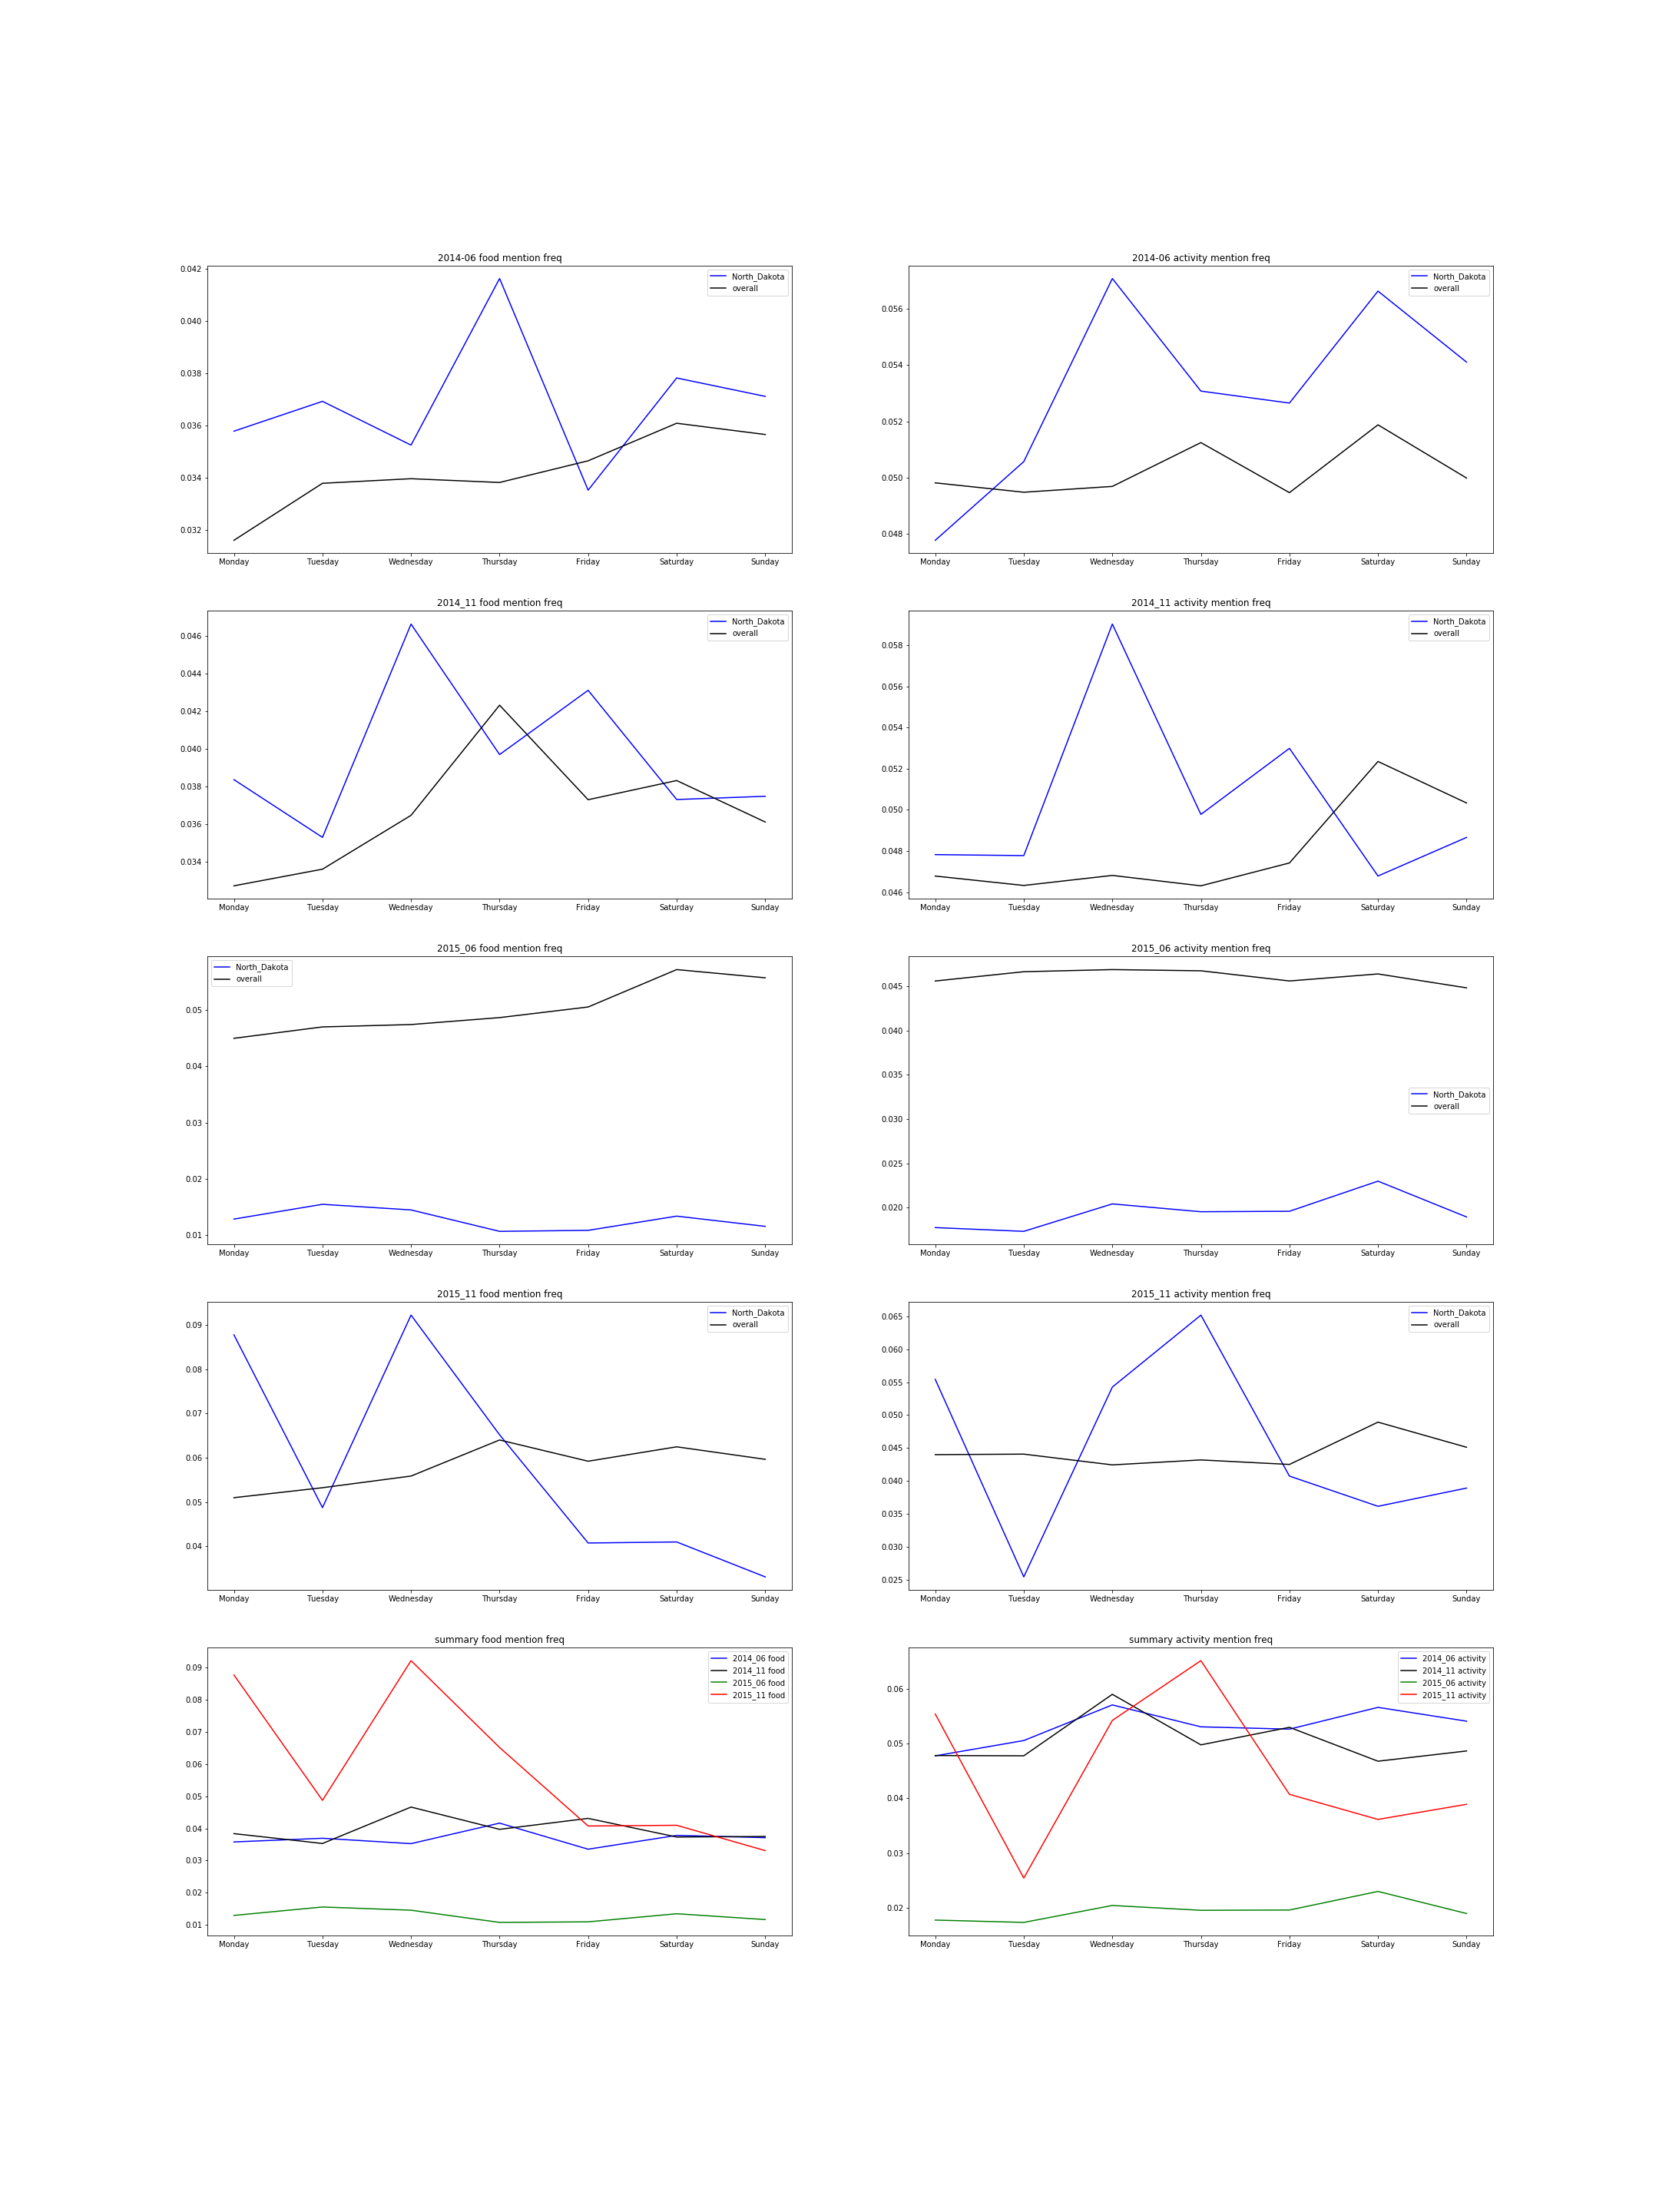 2014-06 food mention freq
0.042
0.040
0.038
0.036
0.034
0.032
North_Dakota
overall
Monday Tuesday Wednesday Thursday Friday Saturday Sunday
2014-06 activity mention freq
0.056
0.054
0.052
0.050
0.048
North_Dakota
overall
Monday Tuesday Wednesday Thursday Friday Saturday Sunday
2014_11 food mention freq
0.046
0.044
0.042
0.040
0.038
0.036
0.034
North_Dakota
overall
Monday Tuesday Wednesday Thursday Friday Saturday Sunday
2014_11 activity mention freq
0.058
0.056
0.054
0.052
0.050
0.048
0.046
North_Dakota
overall
Monday Tuesday Wednesday Thursday Friday Saturday Sunday
2015_06 food mention freq
0.05
0.04
0.03
0.02
0.01
North_Dakota
overall
Monday Tuesday Wednesday Thursday Friday Saturday Sunday
2015_06 activity mention freq
0.045
0.040
0.035
0.030
0.025
0.020
North_Dakota
overall
Monday Tuesday Wednesday Thursday Friday Saturday Sunday
2015_11 food mention freq
0.09
0.08
0.07
0.06
0.05
0.04
North_Dakota
overall
Monday Tuesday Wednesday Thursday Friday Saturday Sunday
2015_11 activity mention freq
0.065
0.060
0.055
0.050
0.045
0.040
0.035
0.030
0.025
North_Dakota
overall
Monday Tuesday Wednesday Thursday Friday Saturday Sunday
summary food mention freq
0.09
0.08
0.07
0.06
0.05
0.04
0.03
0.02
0.01
2014_06 food
2014_11 food
2015_06 food
2015_11 food
Monday Tuesday Wednesday Thursday Friday Saturday Sunday
summary activity mention freq
0.06
0.05
0.04
0.03
0.02
2014_06 activity
2014_11 activity
2015_06 activity
2015_11 activity
Monday Tuesday Wednesday Thursday Friday Saturday Sunday